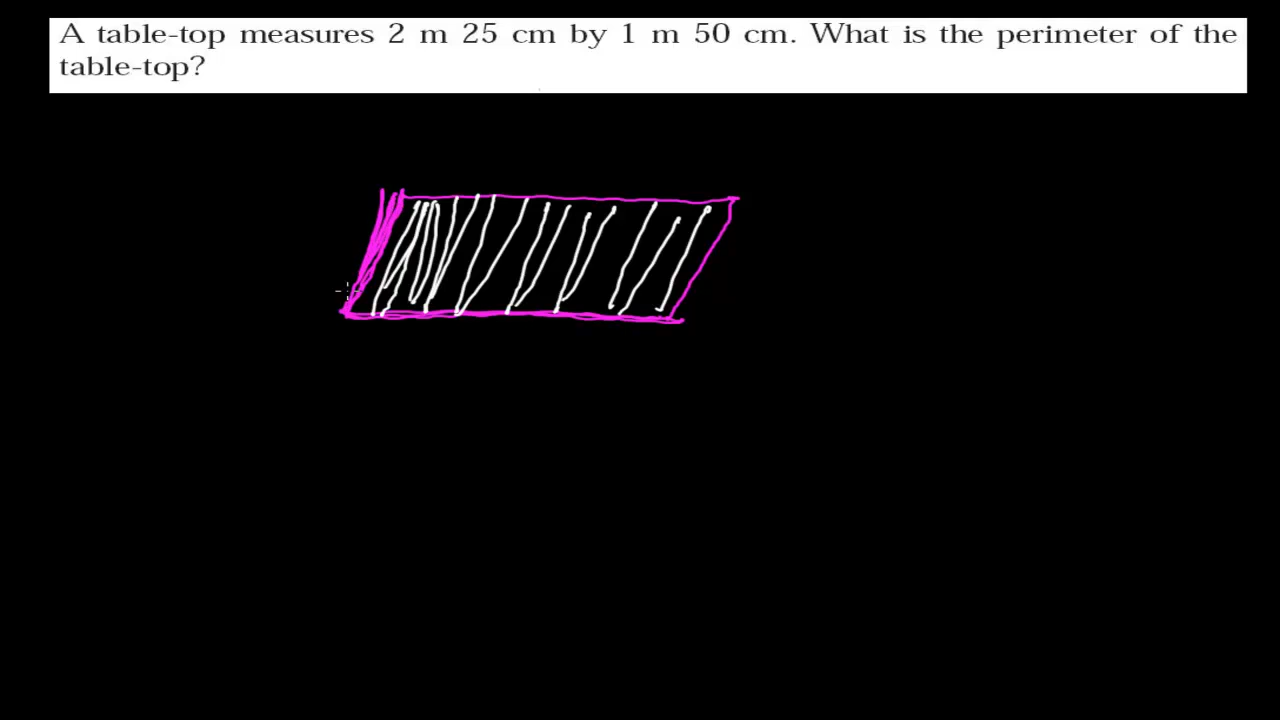 A table-top measures 2 m 25 cm by 1 m 50 cm. What is the perimeter of the
table-top?